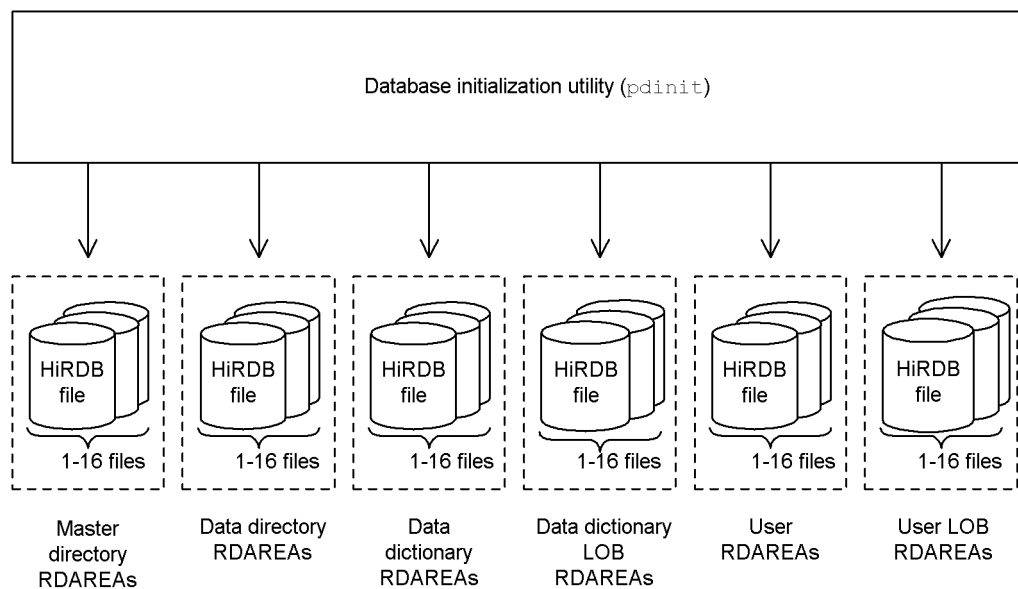 Database initialization utility (pdinit)
HiRDB
file
HiRDB
file
HiRDB
file
HiRDB
file
HiRDB
file
HiRDB
file
1-16 files
1-16 files
1-16 files
1-16 files
1-16 files
1-16 files
Master
directory
RDAREAs
Data directory
RDAREAs
Data
dictionary
RDAREAs
Data dictionary
LOB
RDAREAs
User
RDAREAs
User LOB
RDAREAs